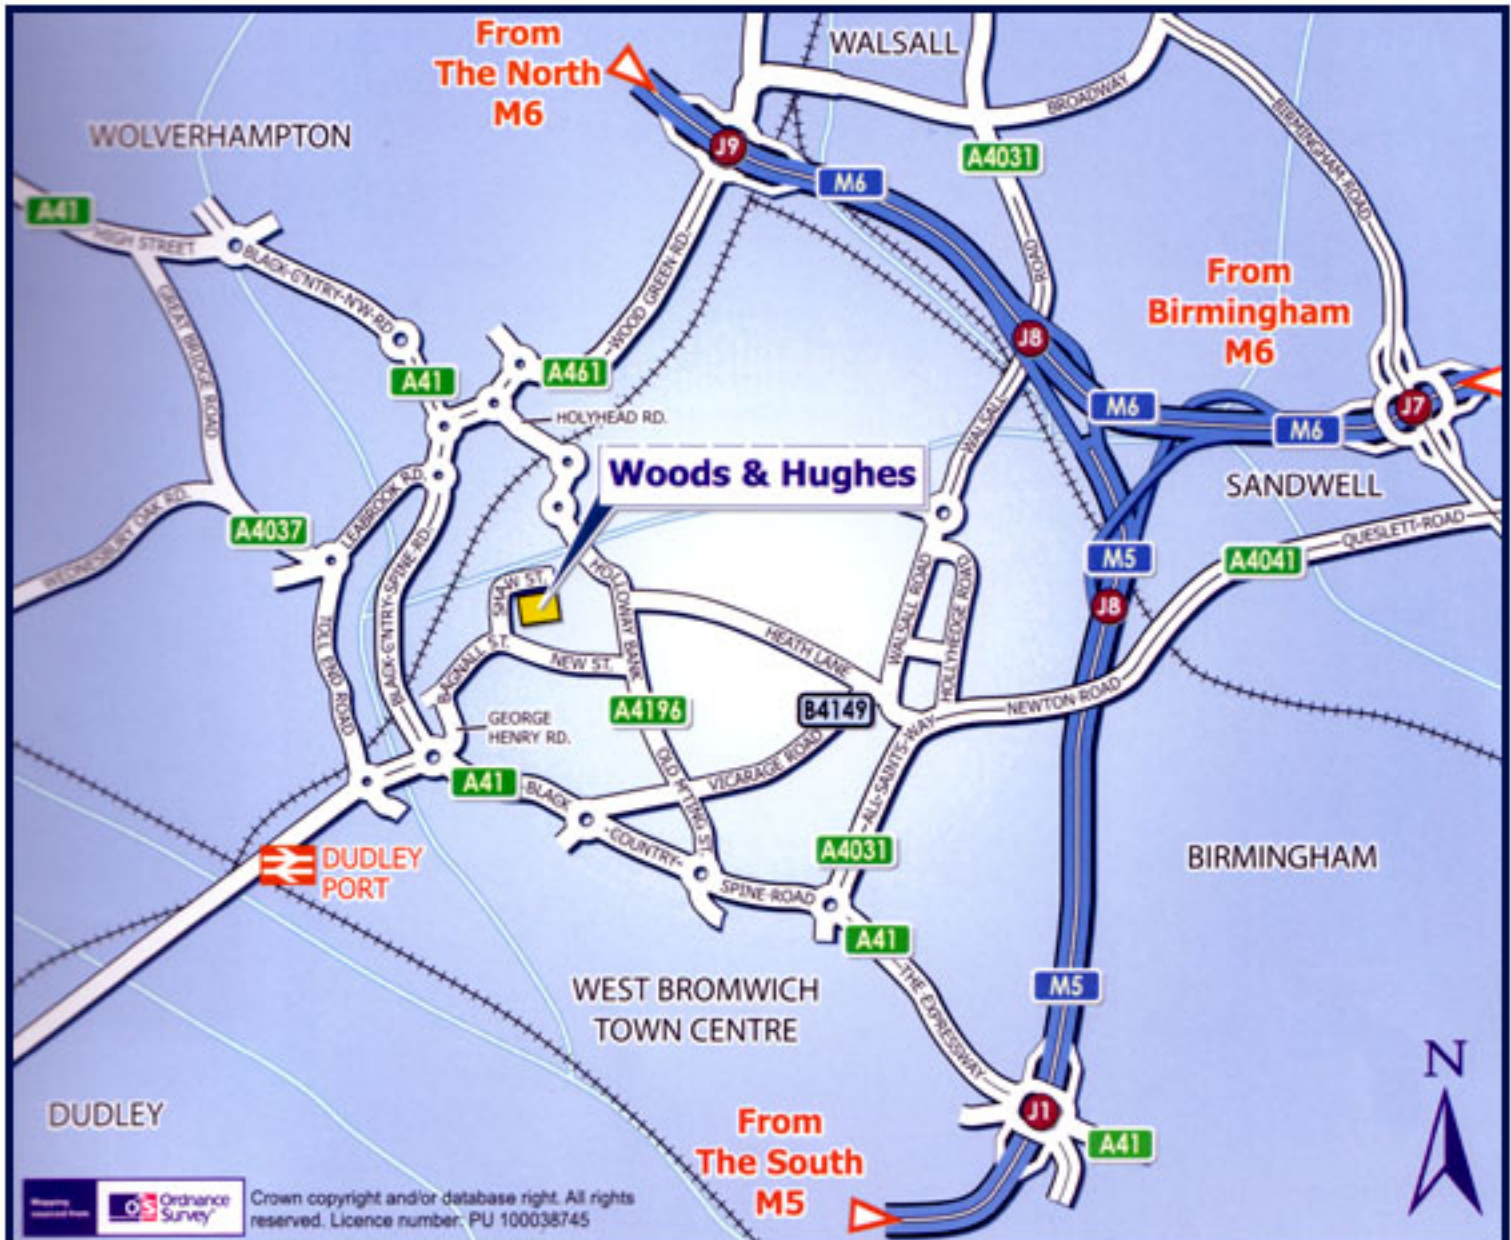 From
The North
M6
WALSALL
WOLVERHAMPTON
BROADWAY
BIRMINGHAM-ROAD
J9
M6
A4031
A41
HIGH STREET
BLACK-C'NTRY-N'W-RD
GREAT BRIDGE ROAD
WOOD GREEN RD.
ROAD
From
Birmingham
M6
J8
A461
A41
M6
J7
M6
HOLYHEAD RD.
WALSALL
Woods & Hughes
SANDWELL
LEABROOK RD.
WEDNESBURY OAK RD.
A4037
QUESLETT-ROAD
A4041
M5
J8
BLACK-C'NTRY-SPINE-RD
SHAW ST.
HOLLOWAY BANK
TOLL END ROAD
HEATH LANE
WALSALL ROAD
HOLLYHEDGE ROAD
BAGNALL ST.
NEW ST.
NEWTON-ROAD
A4196
B4149
GEORGE
HENRY RD.
ALL-SAINTS-WAY
VICARAGE ROAD
OLD M'TING ST.
A41
BLACK
COUNTRY
SPINE-ROAD
A4031
DUDLEY
PORT
BIRMINGHAM
A41
THE-EXPRESSWAY
WEST BROMWICH
TOWN CENTRE
M5
N
DUDLEY
J1
A41
From
The South
M5
Mapping
sourced from
OS
Ordnance
Survey
Crown copyright and/or database right. All rights
reserved. Licence number: PU 100038745